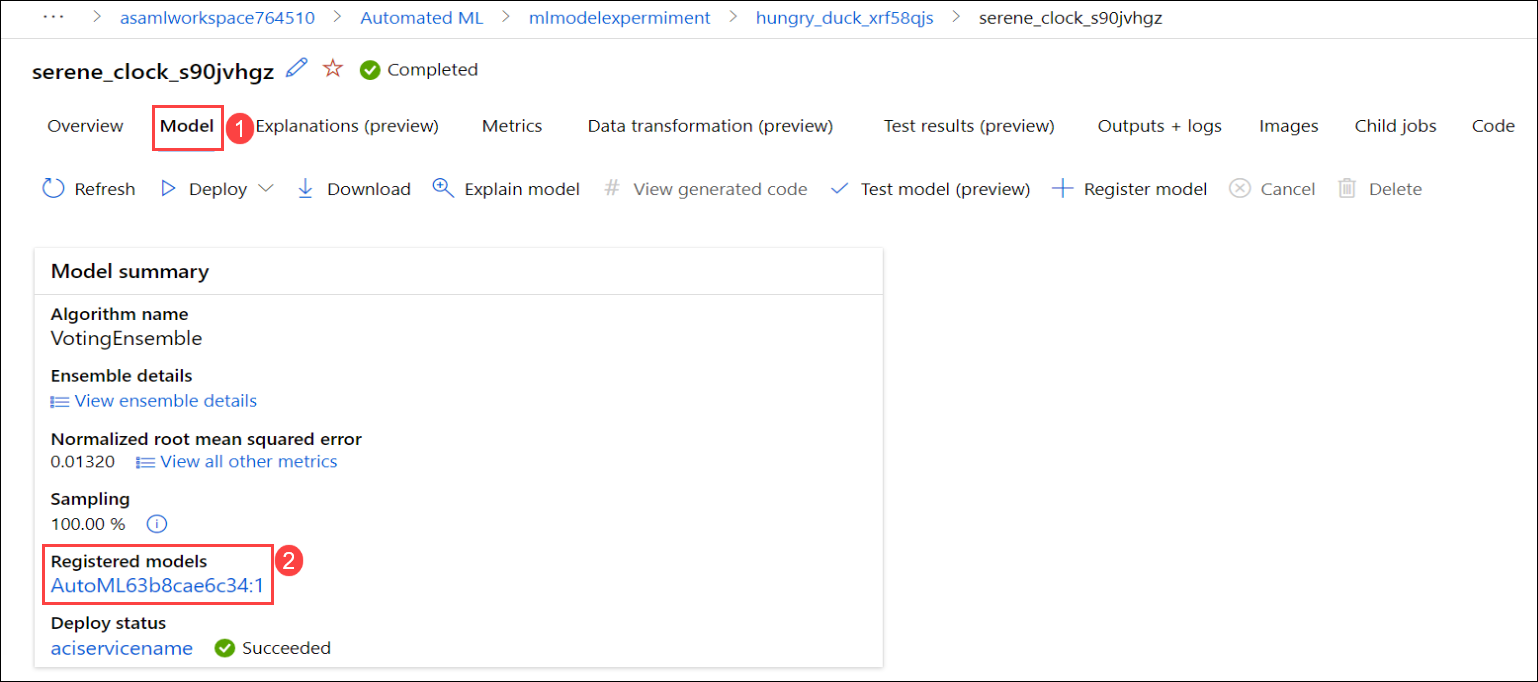 ··· > asamlworkspace764510 > Automated ML > mlmodelexpermiment > hungry_duck_xrf58qjs > serene_clock_s90jvhgz
serene_clock_s90jvhgz Completed
Overview Model 1 Explanations (preview) Metrics Data transformation (preview) Test results (preview) Outputs + logs Images Child jobs Code
Refresh Deploy Download Explain model # View generated code Test model (preview) Register model Cancel Delete
Model summary
Algorithm name
VotingEnsemble
Ensemble details
View ensemble details
Normalized root mean squared error
0.01320 View all other metrics
Sampling
100.00 % i
Registered models 2
AutoML63b8cae6c34:1
Deploy status
aciservicename Succeeded